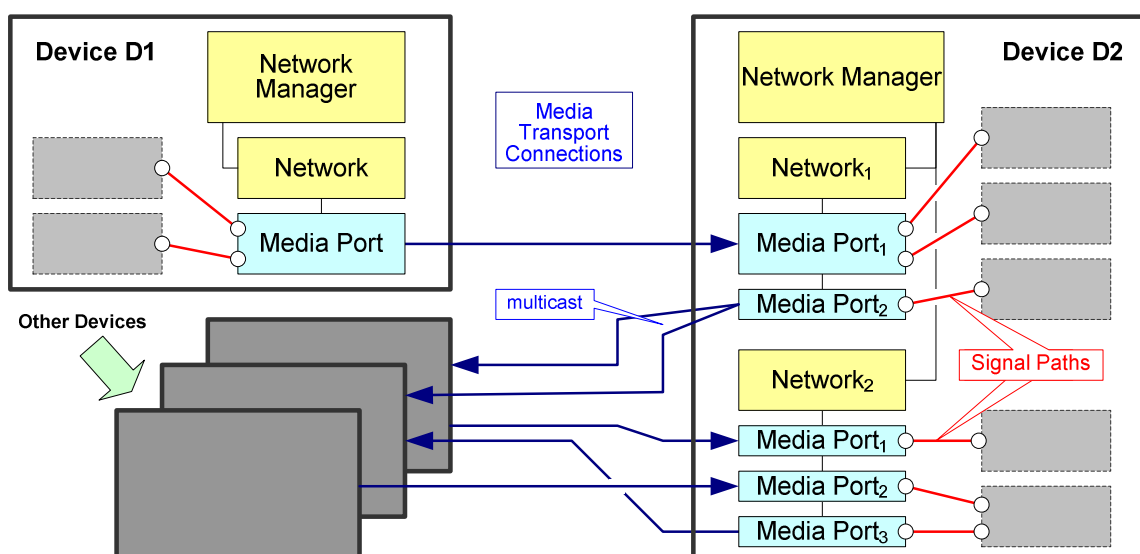 Device D1
Network
Manager
Network
Media Port
Media
Transport
Connections
multicast
Other Devices
Device D2
Network Manager
Network₁
Media Port₁
Media Port₂
Signal Paths
Network₂
Media Port₁
Media Port₂
Media Port₃